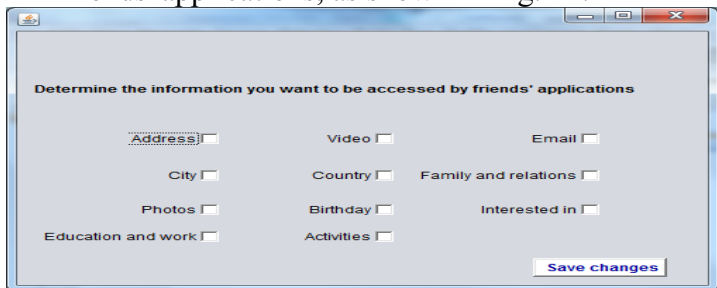 Determine the information you want to be accessed by friends' applications
Address Video Email
City Country Family and relations
Photos Birthday Interested in
Education and work Activities
Save changes